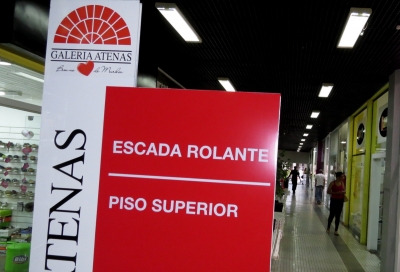 GALERIA ATENAS
ATENAS
ESCADA ROLANTE
PISO SUPERIOR